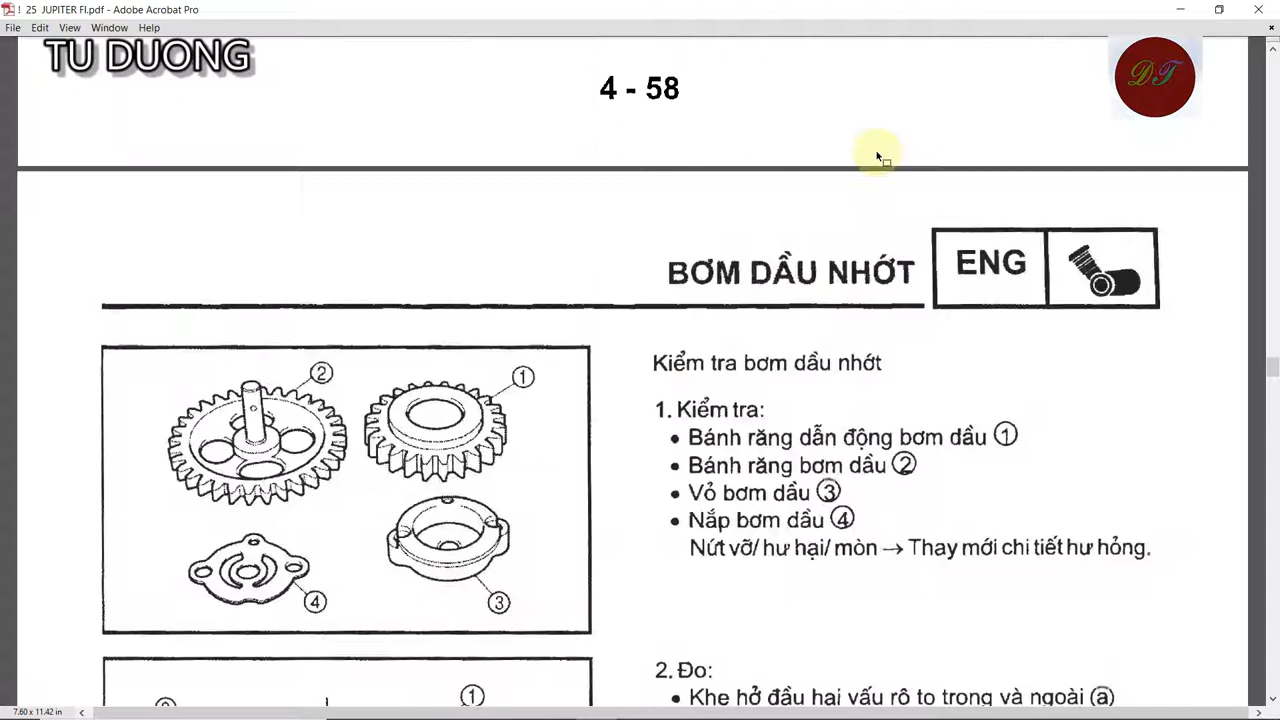 ! 25 JUPITER FI.pdf - Adobe Acrobat Pro
File Edit View Window Help
TU DUONG
DT
4 - 58
BƠM DẦU NHỚT
ENG
② ①
④ ③
Kiểm tra bơm dầu nhớt
1. Kiểm tra:
• Bánh răng dẫn động bơm dầu ①
• Bánh răng bơm dầu ②
• Vỏ bơm dầu ③
• Nắp bơm dầu ④
Nứt vỡ/ hư hại/ mòn → Thay mới chi tiết hư hỏng.
①
2. Đo:
• Khe hở đầu hai vấu rô to trong và ngoài ⓐ
7.60 x 11.42 in